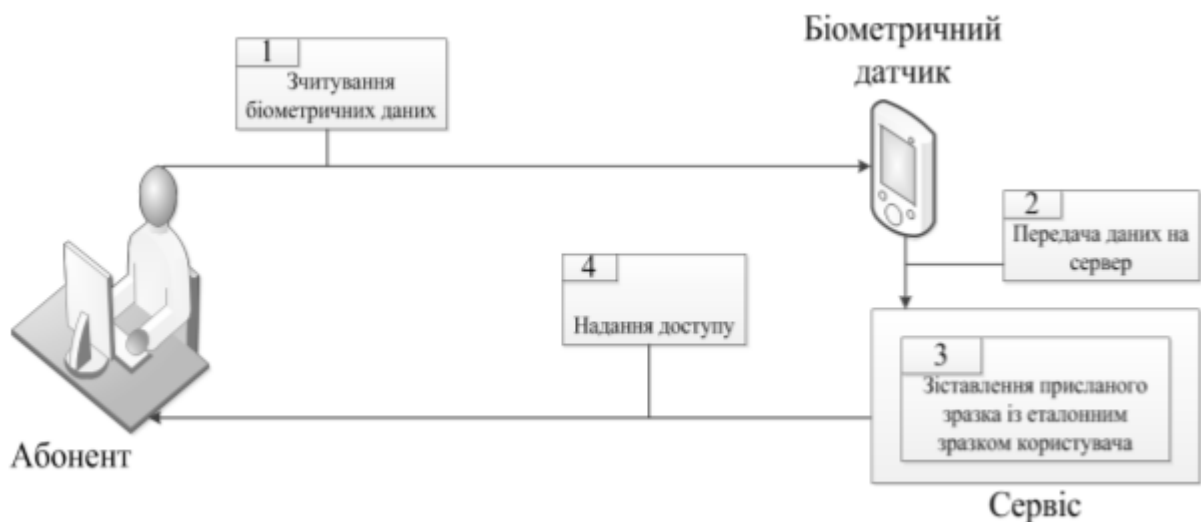 1
Зчитування
біометричних даних
Біометричний
датчик
2
Передача даних на
сервер
4
Надання доступу
3
Зіставлення присланого
зразка із еталонним
зразком користувача
Абонент
Сервіс